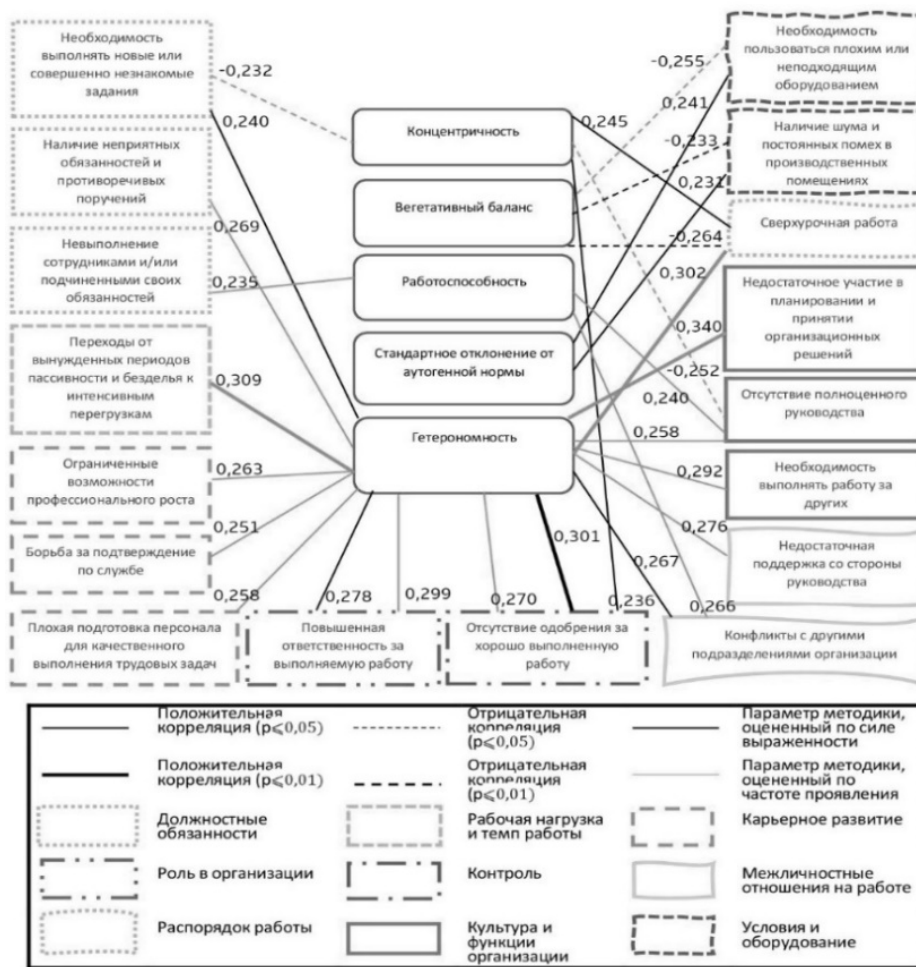 Необходимость
выполнять новые или
совершенно незнакомые
задания
-0,232
0,240
Наличие неприятных
обязанностей и
противоречивых
поручений
0,269
Невыполнение
сотрудниками и/или
подчиненными своих
обязанностей
0,235
Переходы от
вынужденных периодов
пассивности и безделья к
интенсивным
перегрузкам
0,309
Ограниченные
возможности
профессионального роста
0,263
0,251
Борьба за подтверждение
по службе
0,258
Концентричность
Вегетативный баланс
Работоспособность
Стандартное отклонение от
аутогенной нормы
Гетерономность
0,278
0,299
0,270
0,301
0,236
0,267
0,266
-0,255
0,241
0,245
-0,233
0,231
-0,264
0,302
0,340
-0,252
0,240
0,258
0,292
0,276
Необходимость
пользоваться плохим или
неподходящим
оборудованием
Наличие шума и
постоянных помех в
производственных
помещениях
Сверхурочная работа
Недостаточное участие в
планировании и
принятии
организационных
решений
Отсутствие полноценного
руководства
Необходимость
выполнять работу за
других
Недостаточная
поддержка со стороны
руководства
Плохая подготовка персонала
для качественного
выполнения трудовых задач
Повышенная
ответственность за
выполняемую работу
Отсутствие одобрения за
хорошо выполненную
работу
Конфликты с другими
подразделениями организации
Положительная
корреляция (p⩽0,05)
Отрицательная
корреляция
(p⩽0,05)
Параметр методики,
оцененный по силе
выраженности
Положительная
корреляция (p⩽0,01)
Отрицательная
корреляция
(p⩽0,01)
Параметр методики,
оцененный по
частоте проявления
Должностные
обязанности
Рабочая нагрузка
и темп работы
Карьерное развитие
Роль в организации
Контроль
Межличностные
отношения на работе
Распорядок работы
Культура и
функции
организации
Условия и
оборудование